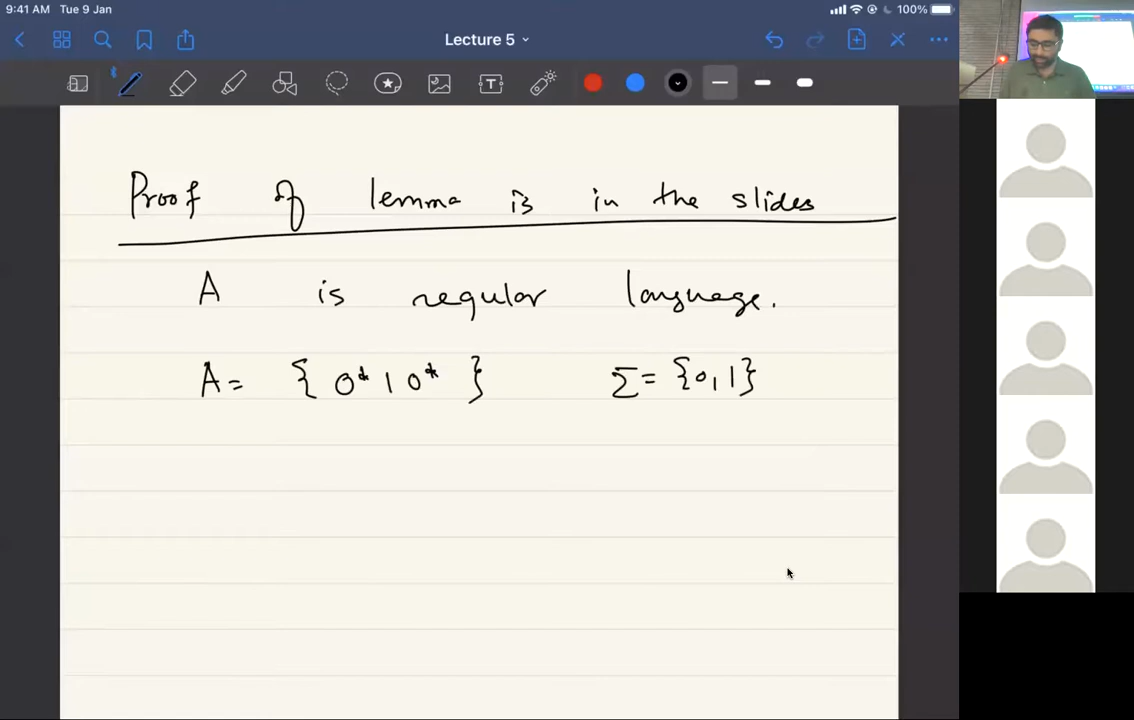 9:41 AM Tue 9 Jan
100%
Lecture 5
T
Proof of lemma is in the slides
A is regular language.
A = { 0* 1 0* } Σ = {0, 1}